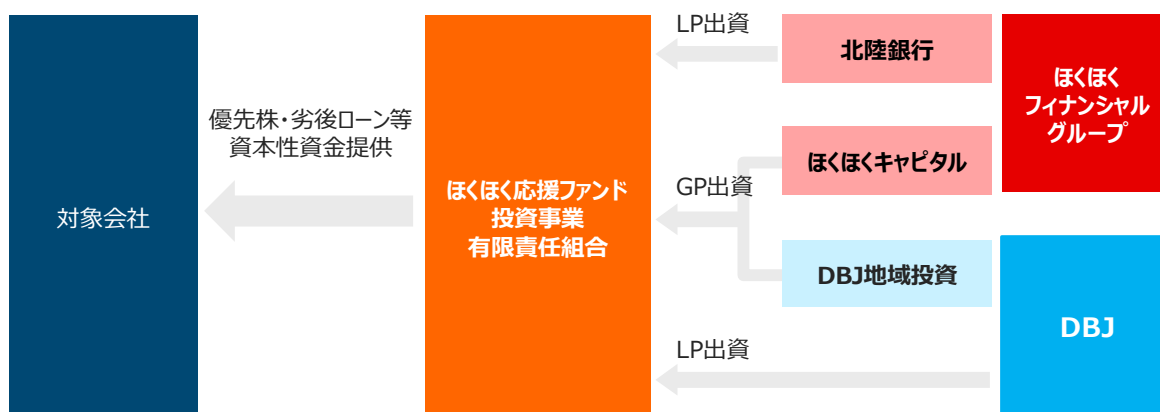 対象会社
優先株・劣後ローン等
資本性資金提供
ほくほく応援ファンド
投資事業
有限責任組合
LP出資
GP出資
LP出資
北陸銀行
ほくほくキャピタル
DBJ地域投資
ほくほく
フィナンシャル
グループ
DBJ